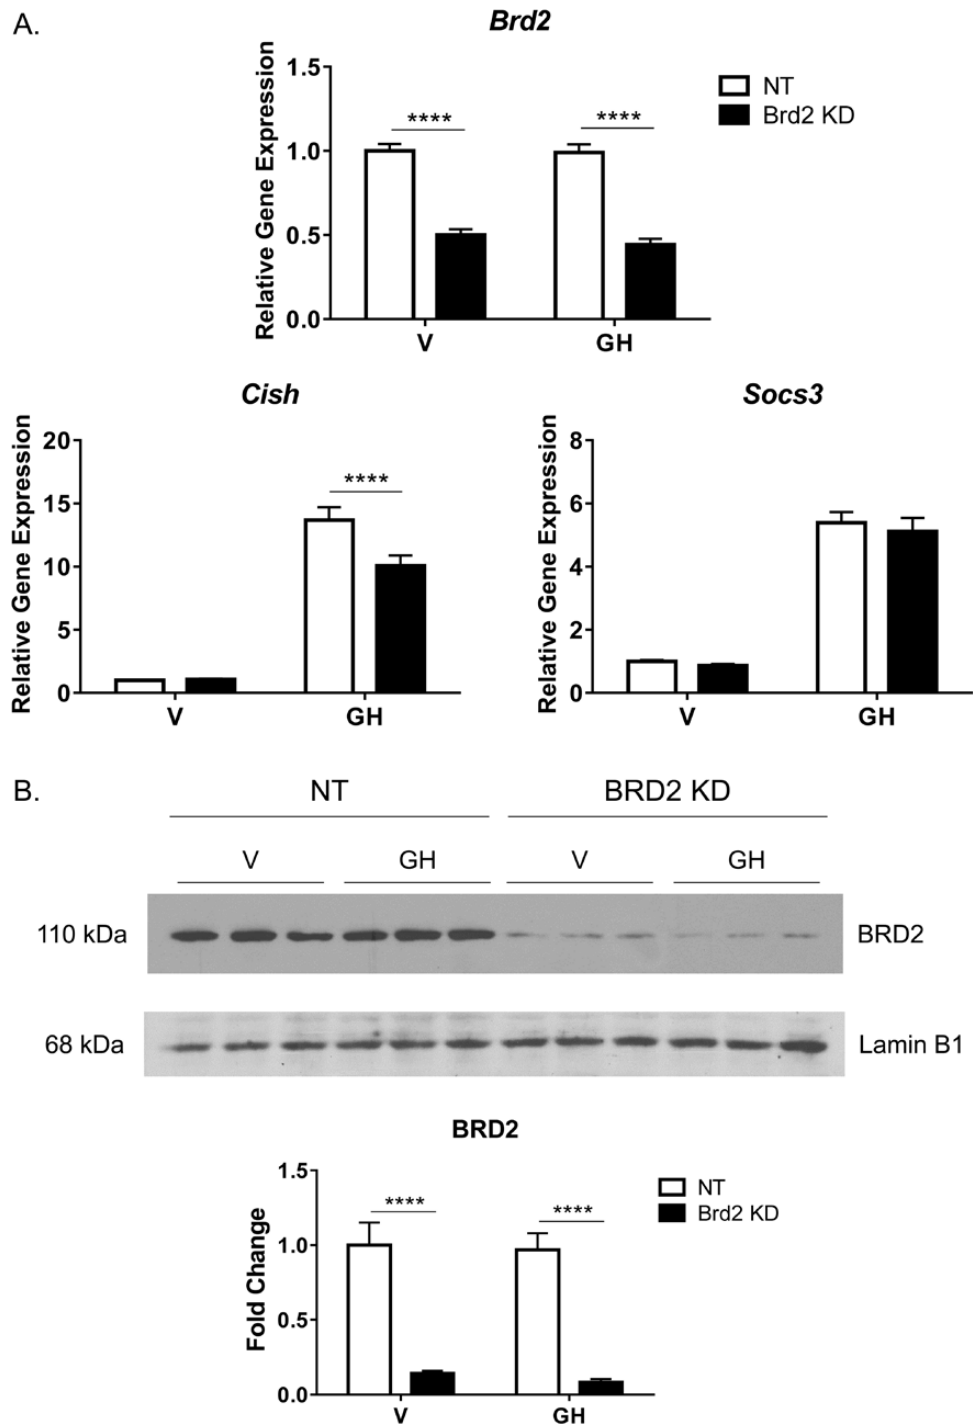 A.
Brd2
Relative Gene Expression
1.5
1.0
0.5
0.0
**** ****
V GH
NT
Brd2 KD
Cish
Relative Gene Expression
20
15
10
5
0
****
V GH
Socs3
Relative Gene Expression
8
6
4
2
0
V GH
B.
NT BRD2 KD
V GH V GH
110 kDa BRD2
68 kDa Lamin B1
BRD2
Fold Change
1.5
1.0
0.5
0.0
**** ****
V GH
NT
Brd2 KD